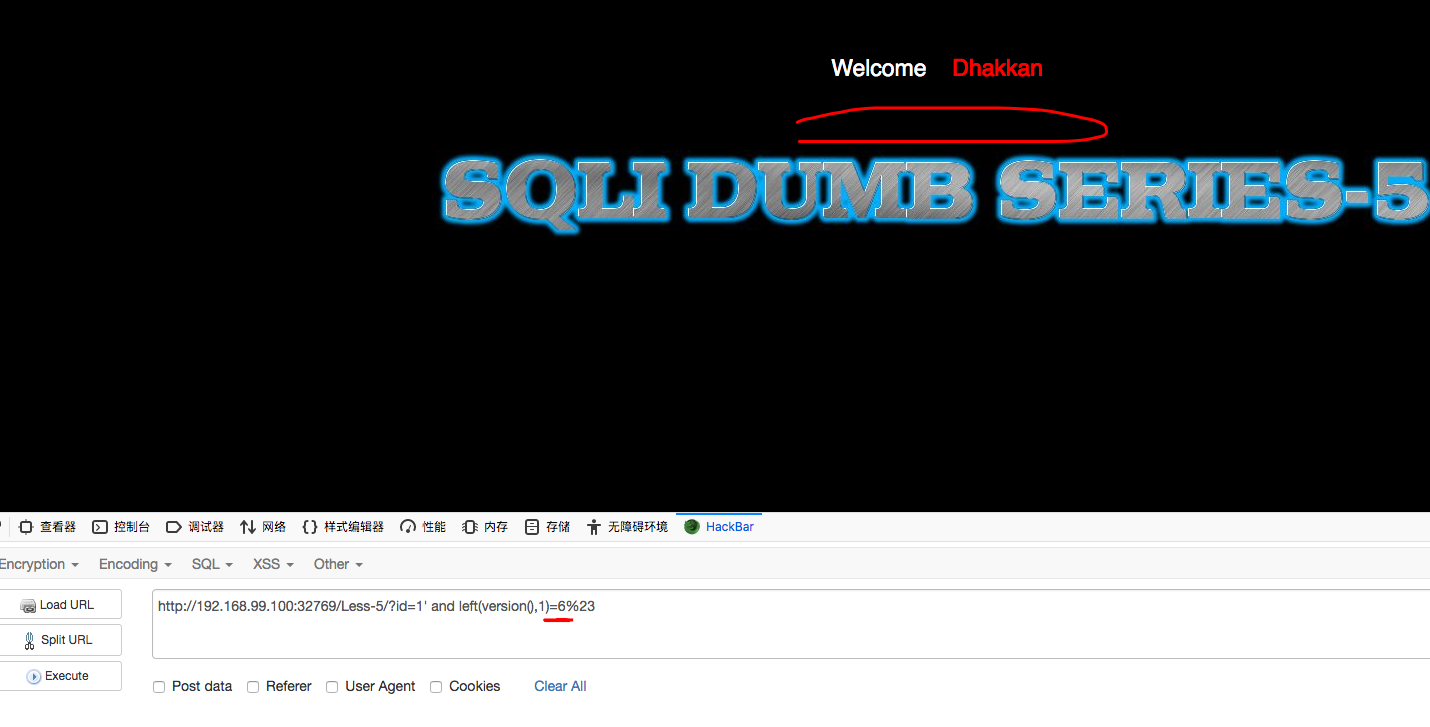 Welcome Dhakkan
SQLI DUMB SERIES-5
查看器 控制台 调试器 网络 样式编辑器 性能 内存 存储 无障碍环境 HackBar
Encryption Encoding SQL XSS Other
Load URL
http://192.168.99.100:32769/Less-5/?id=1' and left(version(),1)=6%23
Split URL
Execute
Post data Referer User Agent Cookies Clear All